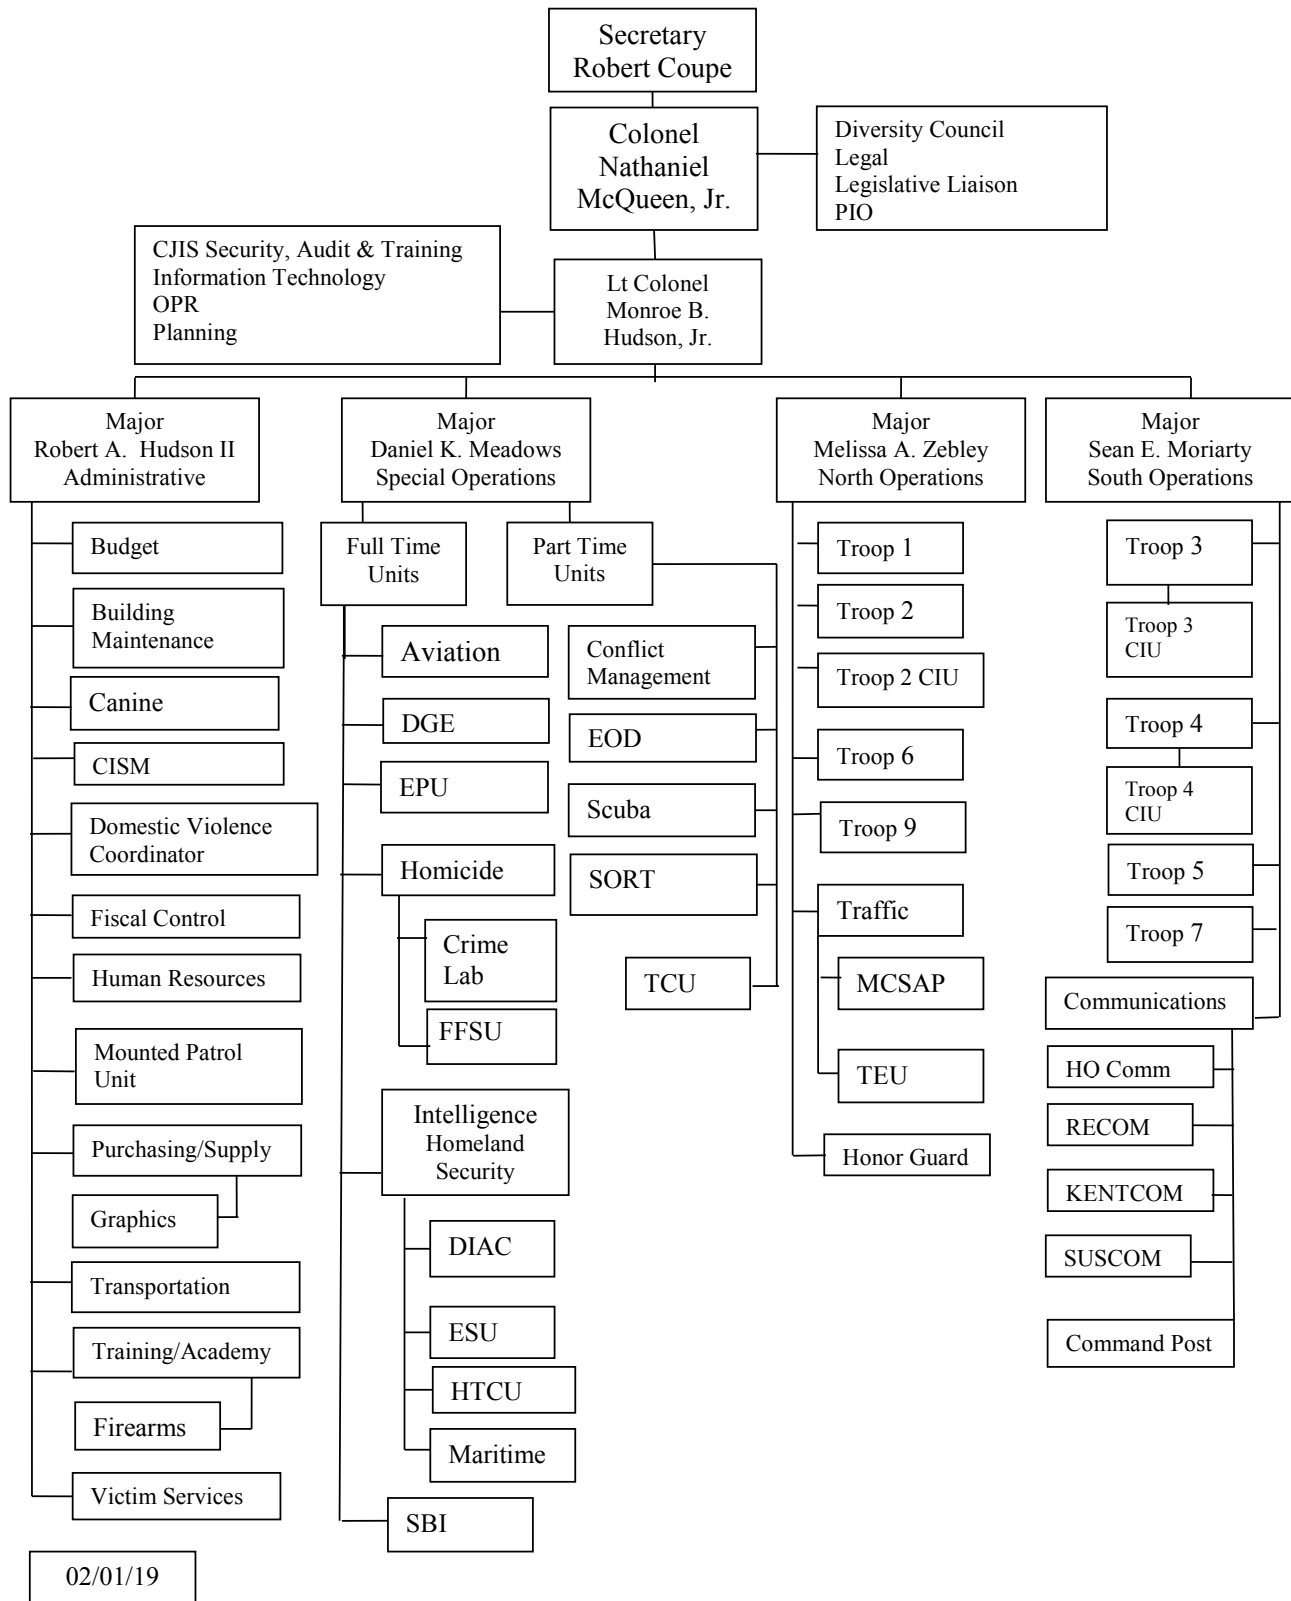 Secretary
Robert Coupe
Colonel
Nathaniel
McQueen, Jr.
Diversity Council
Legal
Legislative Liaison
PIO
CJIS Security, Audit & Training
Information Technology
OPR
Planning
Lt Colonel
Monroe B.
Hudson, Jr.
Major
Robert A. Hudson II
Administrative
Major
Daniel K. Meadows
Special Operations
Major
Melissa A. Zebley
North Operations
Major
Sean E. Moriarty
South Operations
Budget
Building
Maintenance
Canine
CISM
Domestic Violence
Coordinator
Fiscal Control
Human Resources
Mounted Patrol
Unit
Purchasing/Supply
Graphics
Transportation
Training/Academy
Firearms
Victim Services
Full Time
Units
Aviation
DGE
EPU
Homicide
Crime
Lab
FFSU
Intelligence
Homeland
Security
DIAC
ESU
HTCU
Maritime
SBI
Part Time
Units
Conflict
Management
EOD
Scuba
SORT
TCU
Troop 1
Troop 2
Troop 2 CIU
Troop 6
Troop 9
Traffic
MCSAP
TEU
Honor Guard
Troop 3
Troop 3
CIU
Troop 4
Troop 4
CIU
Troop 5
Troop 7
Communications
HQ Comm
RECOM
KENTCOM
SUSCOM
Command Post
02/01/19